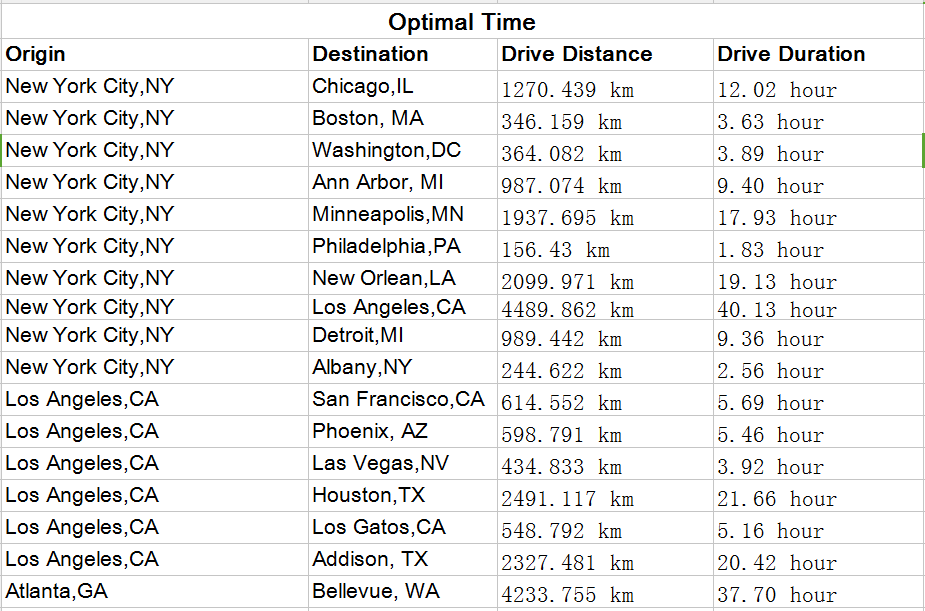 Optimal Time
Origin Destination Drive Distance Drive Duration
New York City,NY Chicago,IL 1270.439 km 12.02 hour
New York City,NY Boston, MA 346.159 km 3.63 hour
New York City,NY Washington,DC 364.082 km 3.89 hour
New York City,NY Ann Arbor, MI 987.074 km 9.40 hour
New York City,NY Minneapolis,MN 1937.695 km 17.93 hour
New York City,NY Philadelphia,PA 156.43 km 1.83 hour
New York City,NY New Orlean,LA 2099.971 km 19.13 hour
New York City,NY Los Angeles,CA 4489.862 km 40.13 hour
New York City,NY Detroit,MI 989.442 km 9.36 hour
New York City,NY Albany,NY 244.622 km 2.56 hour
Los Angeles,CA San Francisco,CA 614.552 km 5.69 hour
Los Angeles,CA Phoenix, AZ 598.791 km 5.46 hour
Los Angeles,CA Las Vegas,NV 434.833 km 3.92 hour
Los Angeles,CA Houston,TX 2491.117 km 21.66 hour
Los Angeles,CA Los Gatos,CA 548.792 km 5.16 hour
Los Angeles,CA Addison, TX 2327.481 km 20.42 hour
Atlanta,GA Bellevue, WA 4233.755 km 37.70 hour